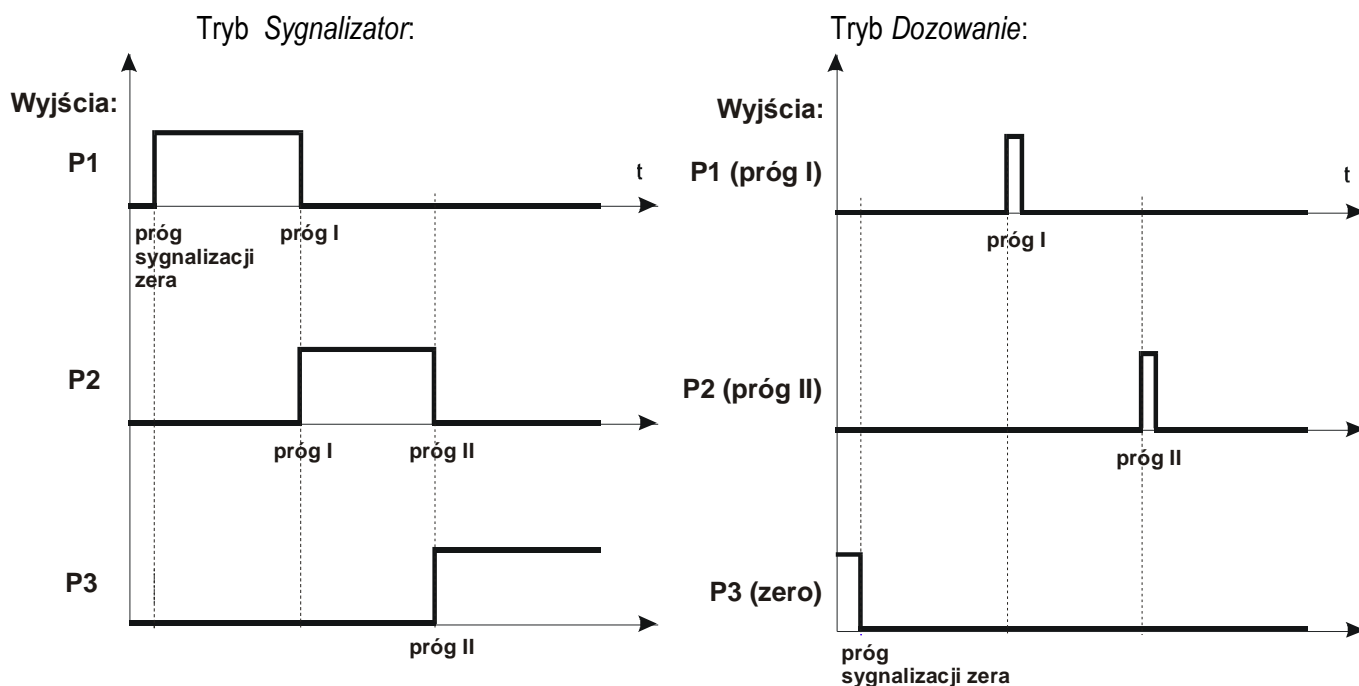 Tryb Sygnalizator:
Wyjścia:
P1
t
próg
sygnalizacji
zera
próg I
P2
próg I
próg II
P3
próg II
Tryb Dozowanie:
Wyjścia:
P1 (próg I)
t
próg I
P2 (próg II)
próg II
P3 (zero)
próg
sygnalizacji zera